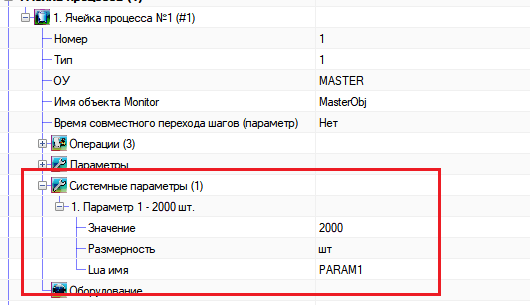 1. Ячейка процесса №1 (#1)
Номер 1
Тип 1
ОУ MASTER
Имя объекта Monitor MasterObj
Время совместного перехода шагов (параметр) Нет
Операции (3)
Параметры
Системные параметры (1)
1. Параметр 1 - 2000 шт.
Значение 2000
Размерность шт
Lua имя PARAM1
Оборудование